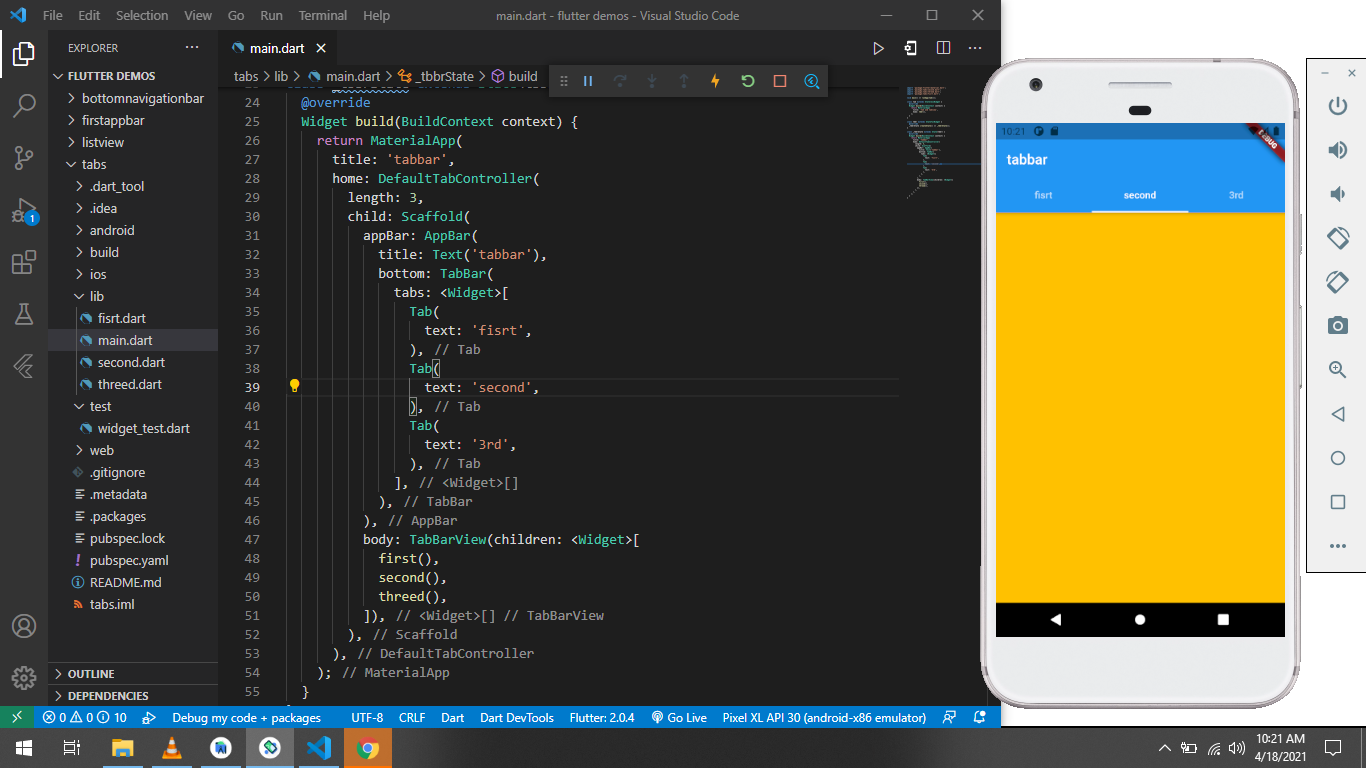 File Edit Selection View Go Run Terminal Help
main.dart - flutter demos - Visual Studio Code
EXPLORER
FLUTTER DEMOS
bottomnavigationbar
firstappbar
listview
tabs
.dart_tool
.idea
android
build
ios
lib
fisrt.dart
main.dart
second.dart
threed.dart
test
widget_test.dart
web
.gitignore
.metadata
.packages
pubspec.lock
pubspec.yaml
README.md
tabs.iml
OUTLINE
DEPENDENCIES
1
main.dart
tabs > lib > main.dart > _tbbrState > build
24 @override
25 Widget build(BuildContext context) {
26 return MaterialApp(
27 title: 'tabbar',
28 home: DefaultTabController(
29 length: 3,
30 child: Scaffold(
31 appBar: AppBar(
32 title: Text('tabbar'),
33 bottom: TabBar(
34 tabs: <Widget>[
35 Tab(
36 text: 'fisrt',
37 ), // Tab
38 Tab(
39 text: 'second',
40 ), // Tab
41 Tab(
42 text: '3rd',
43 ), // Tab
44 ], // <Widget>[]
45 ), // TabBar
46 ), // AppBar
47 body: TabBarView(children: <Widget>[
48 first(),
49 second(),
50 threed(),
51 ]), // <Widget>[] // TabBarView
52 ), // Scaffold
53 ), // DefaultTabController
54 ); // MaterialApp
55 }
10:21
DEBUG
tabbar
fisrt second 3rd
0 0 10 Debug my code + packages UTF-8 CRLF Dart Dart DevTools Flutter: 2.0.4 Go Live Pixel XL API 30 (android-x86 emulator)
10:21 AM
4/18/2021